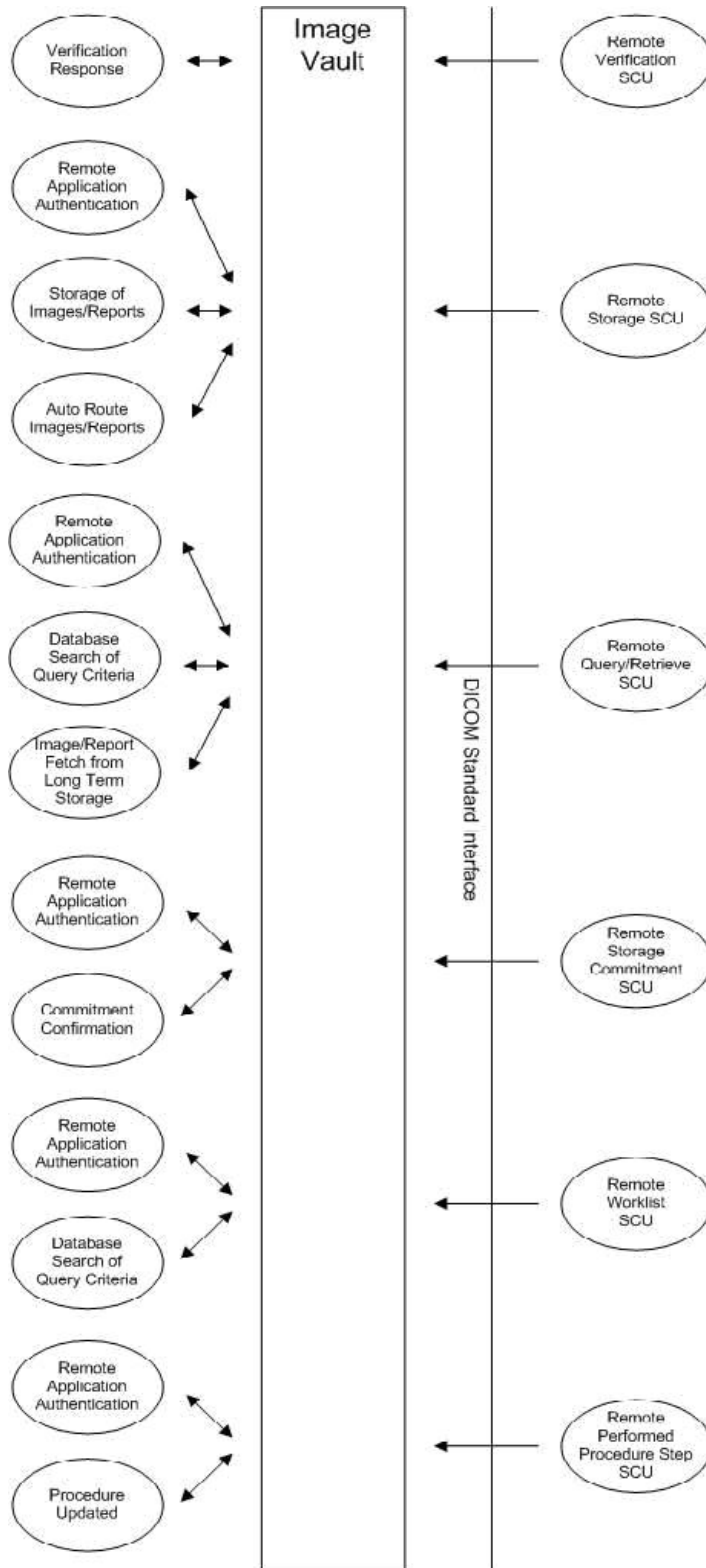 Image
Vault
Verification
Response
Remote
Verification
SCU
Remote
Application
Authentication
Storage of
Images/Reports
Auto Route
Images/Reports
Remote
Storage SCU
Remote
Application
Authentication
Database
Search of
Query Criteria
Image/Report
Fetch from
Long Term
Storage
Remote
Query/Retrieve
SCU
DICOM Standard Interface
Remote
Application
Authentication
Commitment
Confirmation
Remote
Storage
Commitment
SCU
Remote
Application
Authentication
Database
Search of
Query Criteria
Remote
Worklist
SCU
Remote
Application
Authentication
Procedure
Updated
Remote
Performed
Procedure Step
SCU